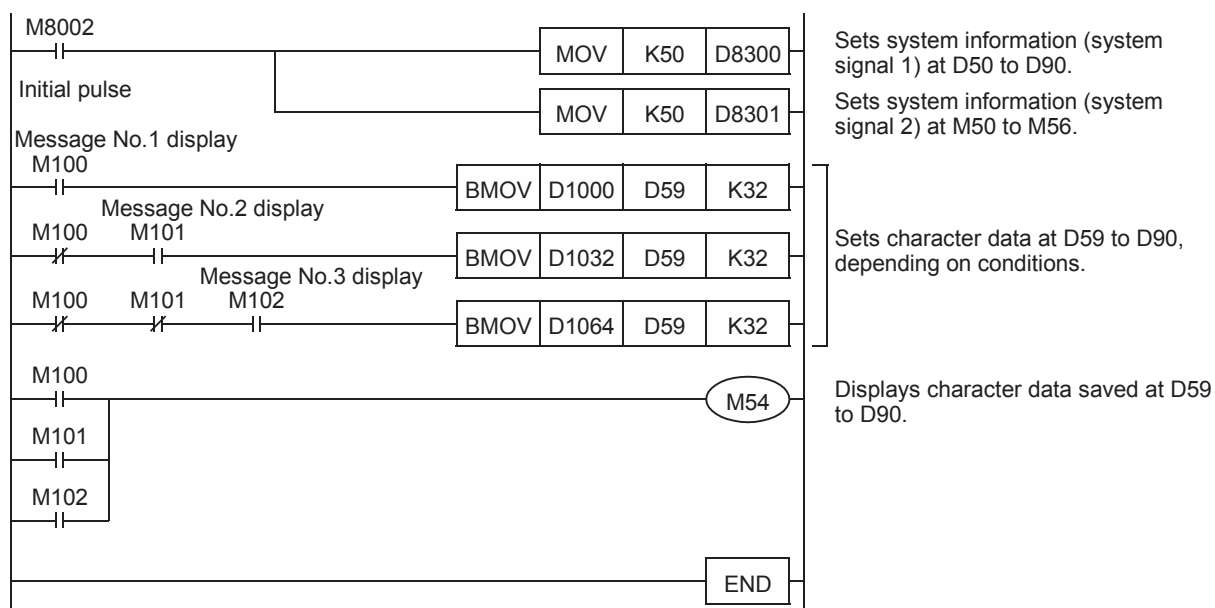 M8002
MOV K50 D8300
Sets system information (system
signal 1) at D50 to D90.
Initial pulse
MOV K50 D8301
Sets system information (system
signal 2) at M50 to M56.
Message No.1 display
M100
BMOV D1000 D59 K32
Message No.2 display
M100 M101
BMOV D1032 D59 K32
Sets character data at D59 to D90,
depending on conditions.
Message No.3 display
M100 M101 M102
BMOV D1064 D59 K32
M100
M54
Displays character data saved at D59
to D90.
M101
M102
END